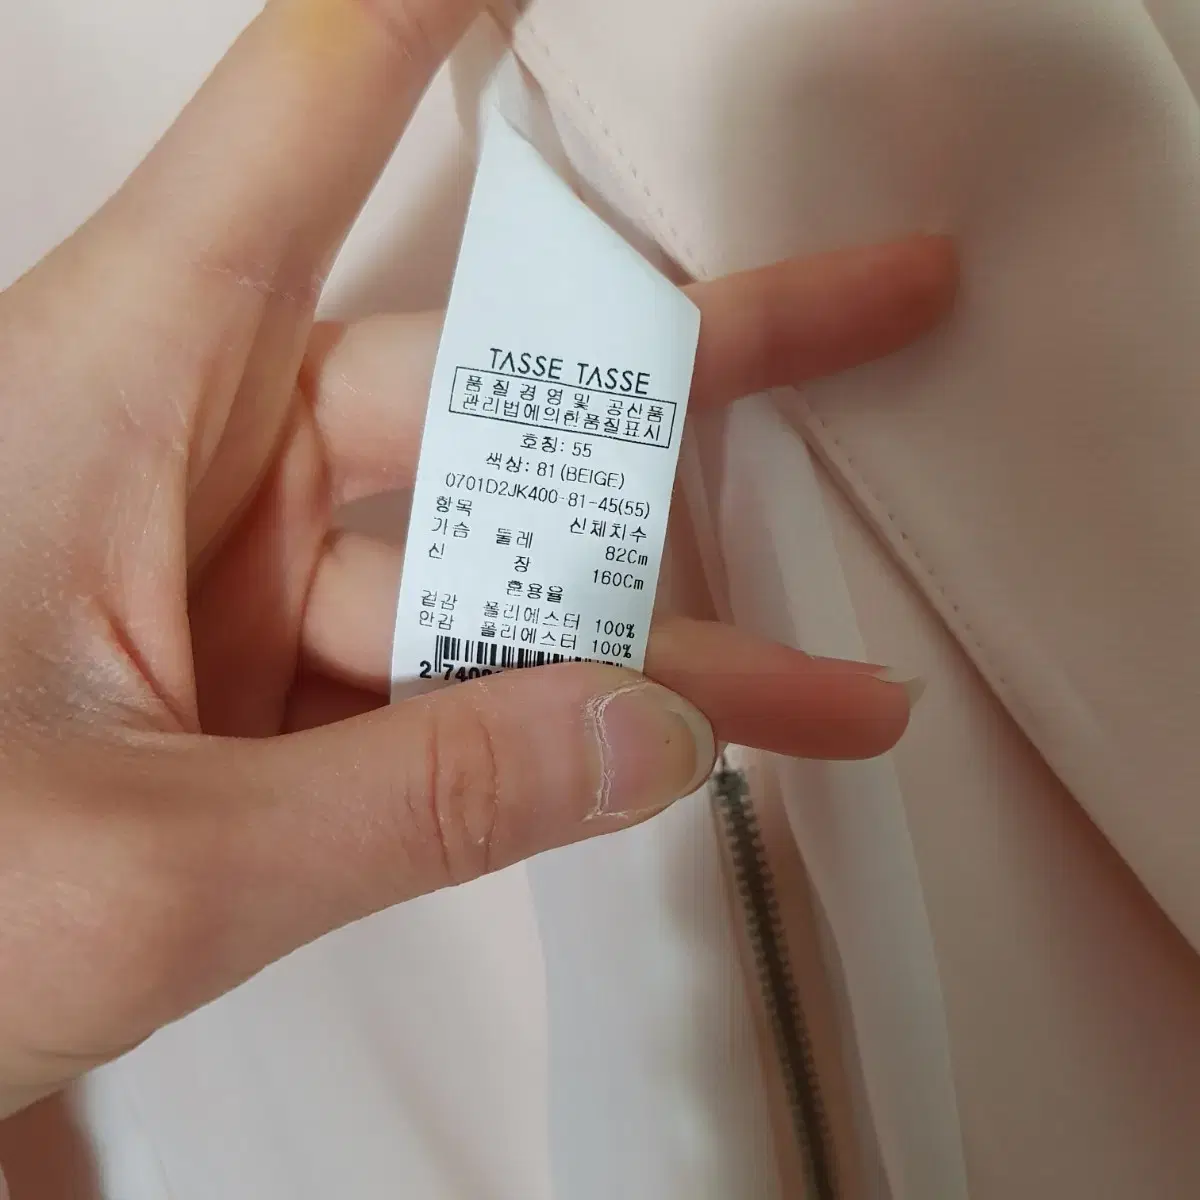 TASSE TASSE
품 질 경 영 및 공산품
관리법에의한품질표시
호칭: 55
색상: 81(BEIGE)
0701D2JK400-81-45(55)
항목 신체치수
가슴 둘레 82Cm
신 장 160Cm
혼용율
겉감 폴리에스터 100%
안감 폴리에스터 100%